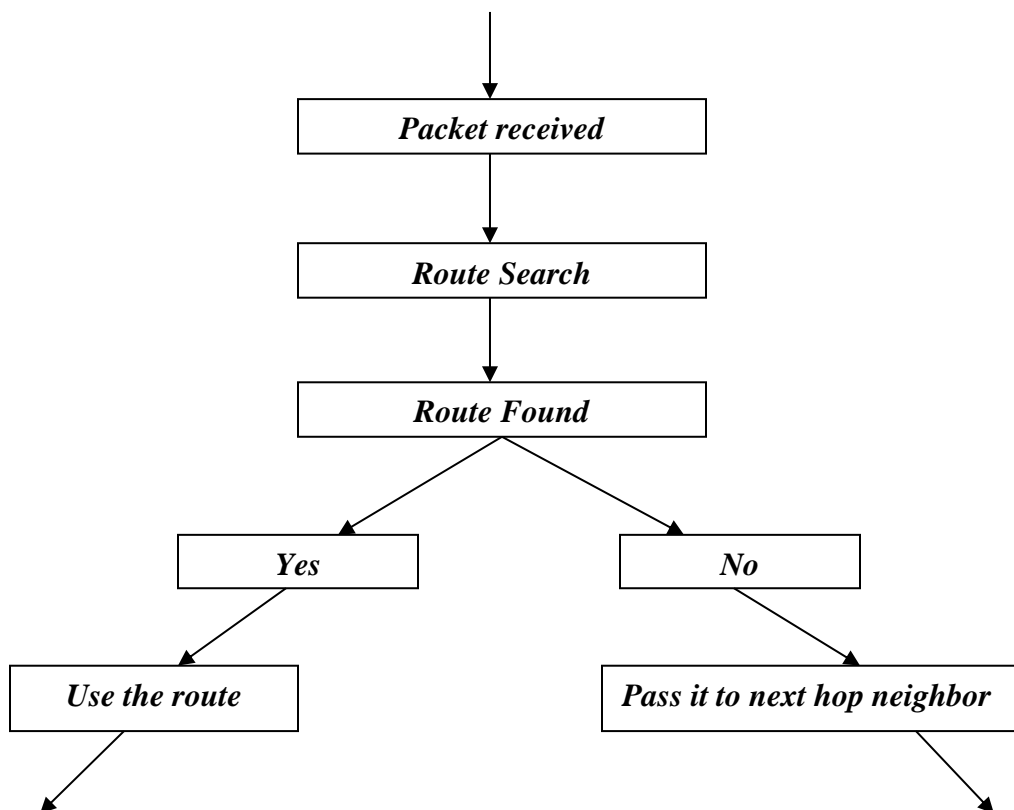 Packet received
Route Search
Route Found
Yes
No
Use the route
Pass it to next hop neighbor